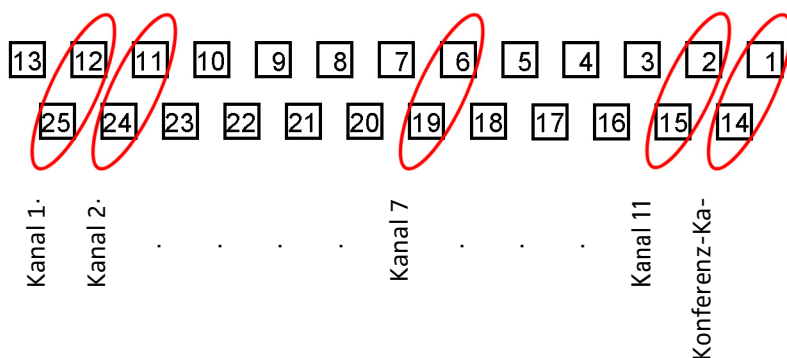 13 12 11 10 9 8 7 6 5 4 3 2 1
25 24 23 22 21 20 19 18 17 16 15 14
Kanal 1.
Kanal 2.
. . . .
Kanal 7
. . .
Kanal 11
Konferenz-Ka-